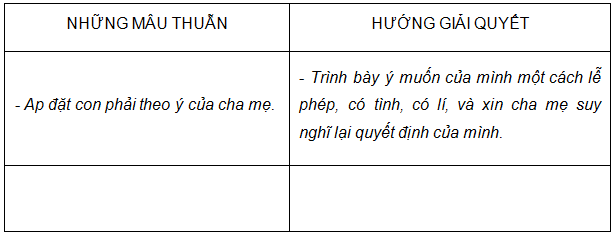 NHỮNG MÂU THUẪN
HƯỚNG GIẢI QUYẾT
- Ap đặt con phải theo ý của cha mẹ.
- Trình bày ý muốn của mình một cách lễ
phép, có tình, có lí, và xin cha mẹ suy
nghĩ lại quyết định của mình.